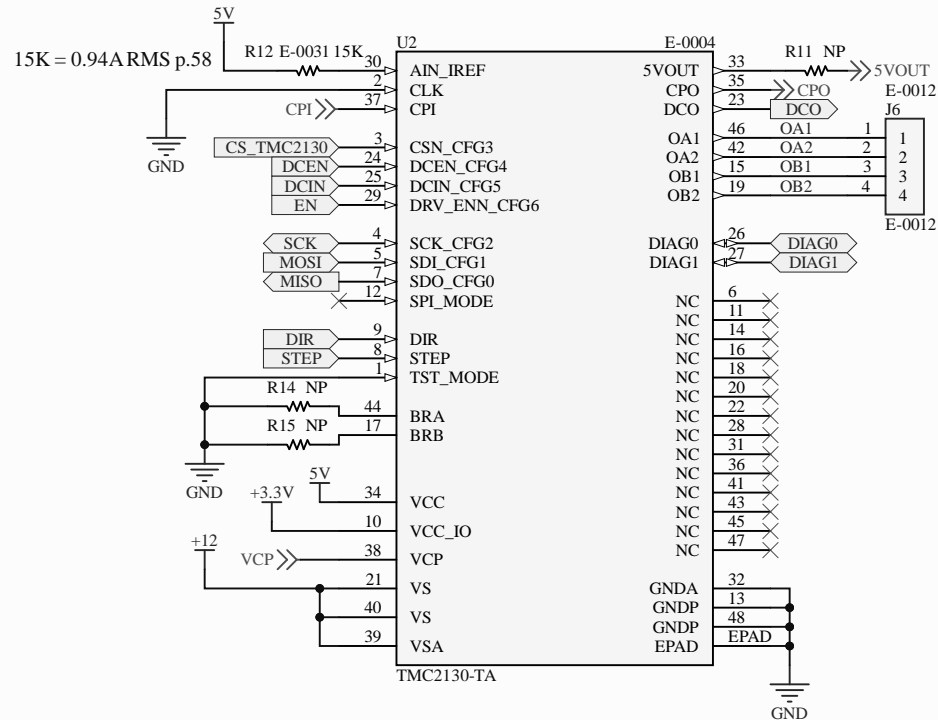 5V
15K = 0.94A RMS p.58
R12 E-0031 15K
U2
E-0004
30 AIN_IREF
2 CLK
GND
CPI 37 CPI
CS_TMC2130 3 CSN_CFG3
DCEN 24 DCEN_CFG4
DCIN 25 DCIN_CFG5
EN 29 DRV_ENN_CFG6
SCK 4 SCK_CFG2
MOSI 5 SDI_CFG1
MISO 7 SDO_CFG0
12 SPI_MODE
DIR 9 DIR
STEP 8 STEP
1 TST_MODE
R14 NP 44 BRA
R15 NP 17 BRB
GND
5V 34 VCC
+3.3V 10 VCC_IO
+12
VCP 38 VCP
21 VS
40 VS
39 VSA
5VOUT 33 R11 NP 5VOUT
CPO 35 CPO
DCO 23 DCO
E-0012
J6
OA1 46 OA1 1 1
OA2 42 OA2 2 2
OB1 15 OB1 3 3
OB2 19 OB2 4 4
E-0012
DIAG0 26 DIAG0
DIAG1 27 DIAG1
NC 6
NC 11
NC 14
NC 16
NC 18
NC 20
NC 22
NC 28
NC 31
NC 36
NC 41
NC 43
NC 45
NC 47
GNDA 32
GNDP 13
GNDP 48
EPAD EPAD
GND
TMC2130-TA